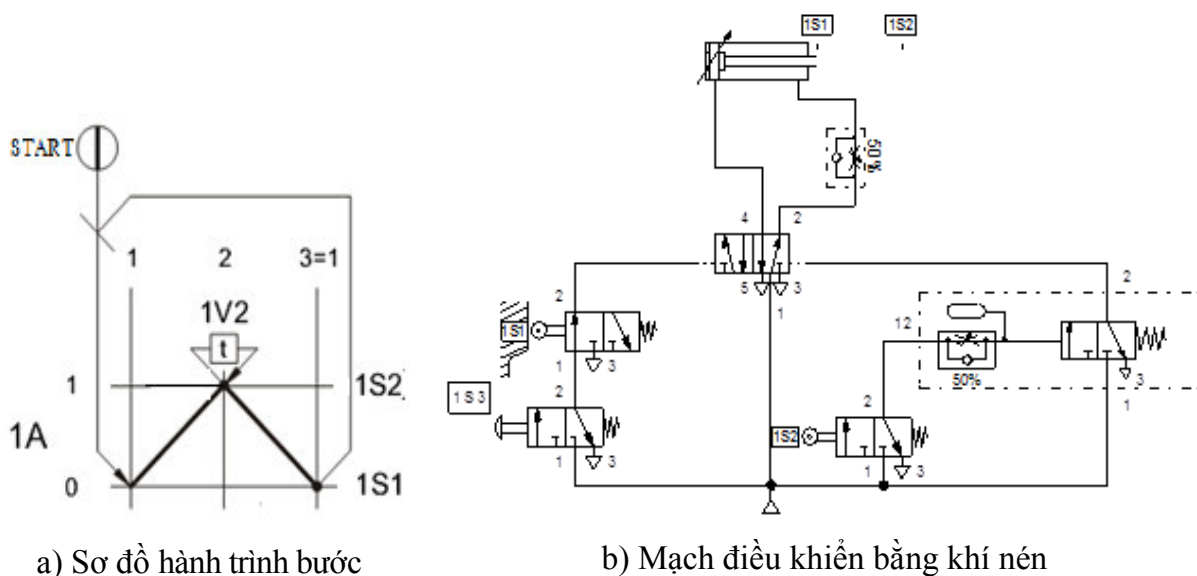 START
1 2 3=1
1V2
t
1 1S2
1A
0 1S1
a) Sơ đồ hành trình bước
1S1 1S2
50%
4 2
5 3
1
2
1S1
1 3
1 S 3
2
1 3
2
12
50%
3
1
2
1S2
1 3
b) Mạch điều khiển bằng khí nén